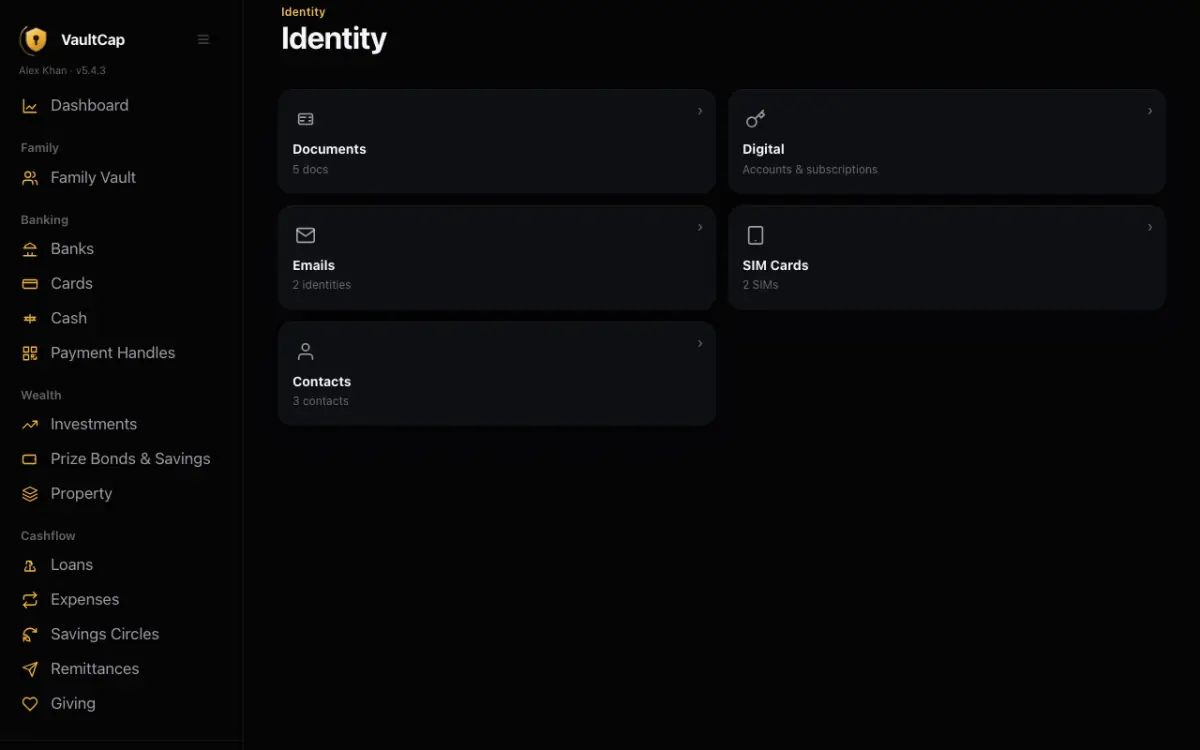 VaultCap
Alex Khan · v5.4.3
Dashboard
Family
Family Vault
Banking
Banks
Cards
Cash
Payment Handles
Wealth
Investments
Prize Bonds & Savings
Property
Cashflow
Loans
Expenses
Savings Circles
Remittances
Giving
Identity
Identity
Documents
5 docs
Digital
Accounts & subscriptions
Emails
2 identities
SIM Cards
2 SIMs
Contacts
3 contacts